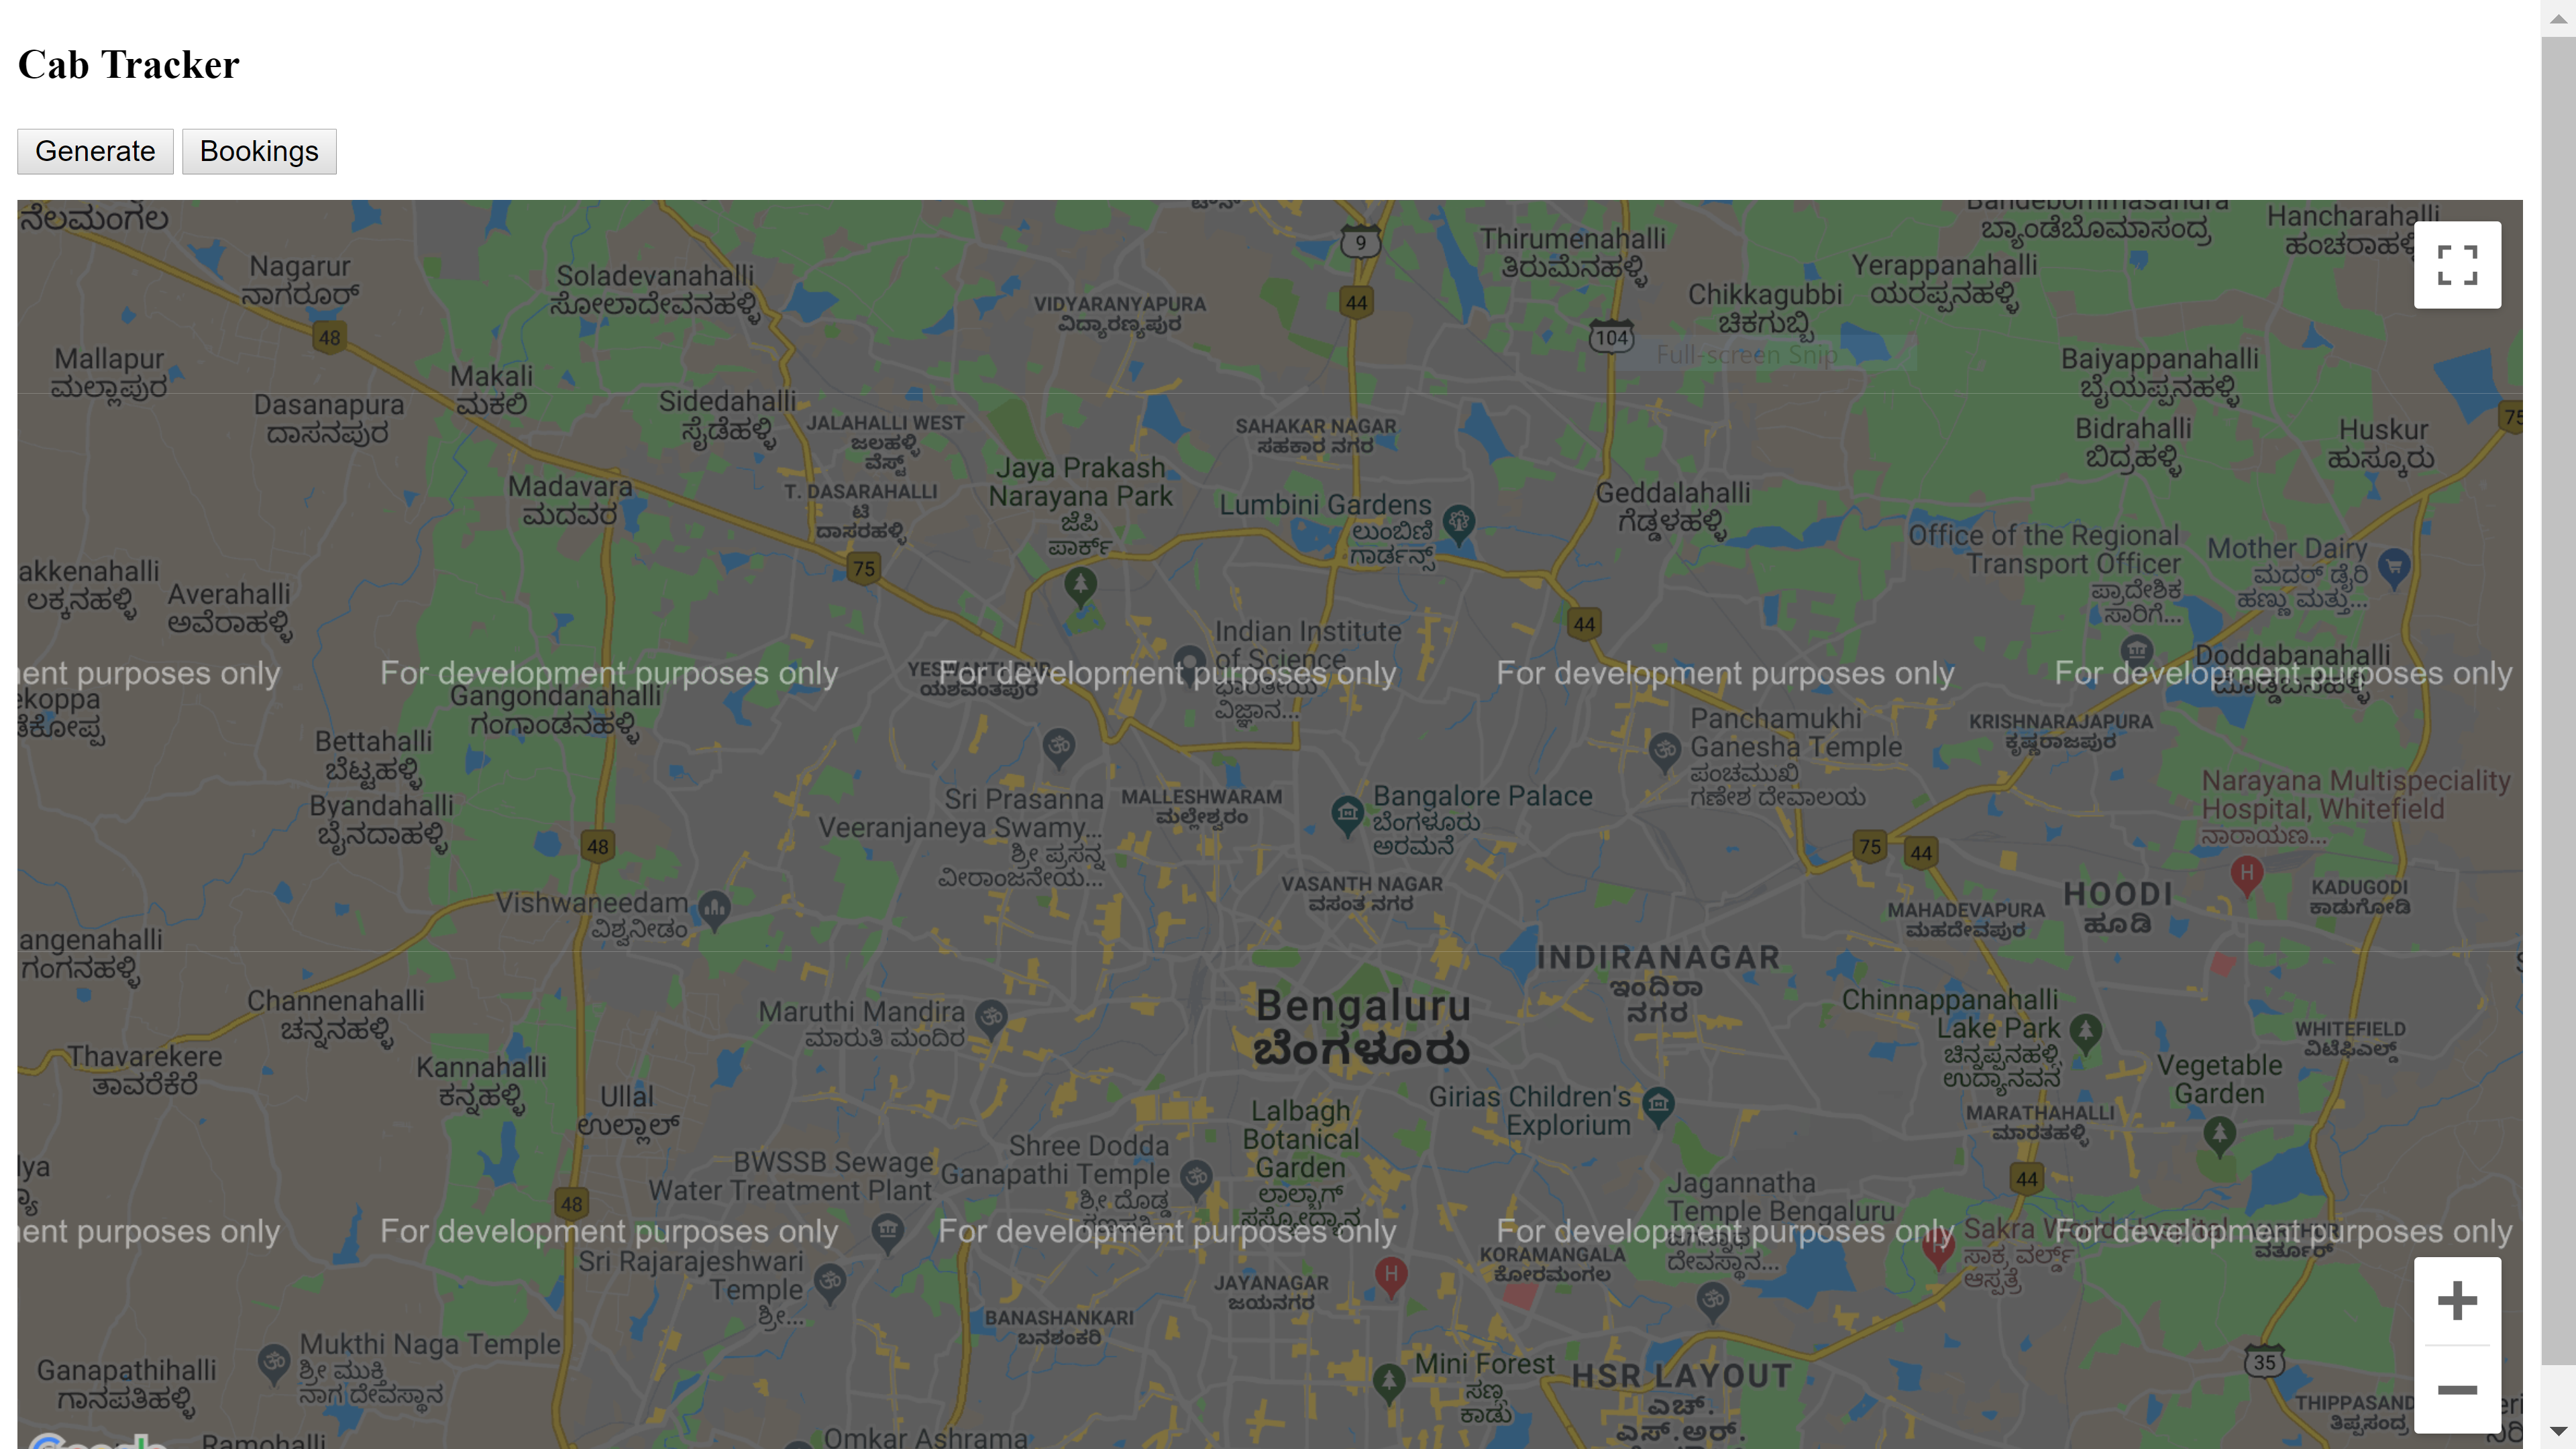 Cab Tracker
Generate
Bookings
ನೆಲಮಂಗಲ
Hancharahalli
9
Thirumenahalli
ತಿರುಮೆನಹಳ್ಳಿ
ಬ್ಯಾಂಡೆಬೊಮಾಸಂದ್ರ
Nagarur
ನಾಗರೂರ್
Soladevanahalli
ಸೋಲಾದೇವನಹಳ್ಳಿ
VIDYARANYAPURA
ವಿದ್ಯಾರಣ್ಯಪುರ
44
Chikkagubbi
ಚಿಕಗುಬ್ಬಿ
Yerappanahalli
ಯರಪ್ಪನಹಳ್ಳಿ
48
104
Full-screen Snip
Mallapur
ಮಲ್ಲಾಪುರ
Makali
ಮಕಲಿ
Baiyappanahalli
ಬೈಯಪ್ಪನಹಳ್ಳಿ
Dasanapura
ದಾಸನಪುರ
Sidedahalli
ಸೈಡೆಹಳ್ಳಿ
JALAHALLI WEST
ಜಲಹಳ್ಳಿ
ವೆಸ್ಟ್
SAHAKAR NAGAR
ಸಹಕಾರ ನಗರ
Bidrahalli
ಬಿದ್ರಹಳ್ಳಿ
Huskur
ಹುಸ್ಕೂರು
75
Madavara
ಮದವರ
T. DASARAHALLI
ಟಿ
ದಾಸರಹಳ್ಳಿ
Jaya Prakash
Narayana Park
ಜೆಪಿ
ಪಾರ್ಕ್
Lumbini Gardens
ಲುಂಬಿಣಿ
ಗಾರ್ಡನ್ಸ್
Geddalahalli
ಗೆಡ್ಡಳಹಳ್ಳಿ
Office of the Regional
Transport Officer
ಪ್ರಾದೇಶಿಕ
ಸಾರಿಗೆ...
Mother Dairy
ಮದರ್ ಡೈರಿ
ಹಣ್ಣು ಮತ್ತು...
75
akkenahalli
ಲಕ್ಕನಹಳ್ಳಿ
Averahalli
ಅವೆರಾಹಳ್ಳಿ
44
Indian Institute
of Science
ಭಾರತೀಯ
ವಿಜ್ಞಾನ...
YESWANTHPUR
ಯಶವಂತಪುರ
Doddabanahalli
ದೊಡ್ಡಬನಹಳ್ಳಿ
ent purposes only
For development purposes only
For development purposes only
For development purposes only
For development purposes only
koppa
Gangondanahalli
ಗಂಗಾಂಡನಹಳ್ಳಿ
Bettahalli
ಬೆಟ್ಟಹಳ್ಳಿ
Panchamukhi
Ganesha Temple
ಪಂಚಮುಖಿ
ಗಣೇಶ ದೇವಾಲಯ
KRISHNARAJAPURA
ಕೃಷ್ಣರಾಜಪುರ
Byandahalli
ಬೈನದಾಹಳ್ಳಿ
Sri Prasanna
Veeranjaneya Swamy...
ಶ್ರೀ ಪ್ರಸನ್ನ
ವೀರಾಂಜನೇಯ...
MALLESHWARAM
ಮಲ್ಲೇಶ್ವರಂ
Bangalore Palace
ಬೆಂಗಳೂರು
ಅರಮನೆ
Narayana Multispeciality
Hospital, Whitefield
ನಾರಾಯಣ...
48
75
44
H
VASANTH NAGAR
ವಸಂತ ನಗರ
HOODI
ಹೂಡಿ
KADUGODI
ಕಾಡುಗೋಡಿ
Vishwaneedam
ವಿಶ್ವನೀಡಂ
MAHADEVAPURA
ಮಹದೇವಪುರ
angenahalli
ಗಂಗನಹಳ್ಳಿ
INDIRANAGAR
ಇಂದಿರಾ
ನಗರ
Channenahalli
ಚನ್ನನಹಳ್ಳಿ
Maruthi Mandira
ಮಾರುತಿ ಮಂದಿರ
Bengaluru
ಬೆಂಗಳೂರು
Chinnappanahalli
Lake Park
ಚಿನ್ನಪ್ಪನಹಳ್ಳಿ
ಉದ್ಯಾನವನ
WHITEFIELD
ವಿಟೆಫಿಎಲ್ಡ್
Thavarekere
ತಾವರೆಕೆರೆ
Kannahalli
ಕನ್ನಹಳ್ಳಿ
Ullal
ಉಲ್ಲಾಲ್
Girias Children's
Explorium
Vegetable
Garden
Lalbagh
Botanical
Garden
ಲಾಲ್ಬಾಗ್
ಸಸ್ಯೋದ್ಯಾನ
MARATHAHALLI
ಮಾರತಹಳ್ಳಿ
lya
BWSSB Sewage
Water Treatment Plant
Shree Dodda
Ganapathi Temple
ಶ್ರೀ ದೊಡ್ಡ
ಗಣಪತಿ...
44
Jagannatha
Temple Bengaluru
ಜಗನ್ನಾಥ
ದೇವಸ್ಥಾನ...
48
ent purposes only
For development purposes only
For development purposes only
For development purposes only
For development purposes only
Sakra World Hospital
ಸಾಕ್ರ ವರ್ಲ್ಡ್
ಆಸ್ಪತ್ರೆ
ವರ್ತೂರ್
Sri Rajarajeshwari
Temple
ಶ್ರೀ...
KORAMANGALA
ಕೋರಮಂಗಲ
JAYANAGAR
ಜಯನಗರ
H
BANASHANKARI
ಬನಶಂಕರಿ
Mukthi Naga Temple
ಶ್ರೀ ಮುಕ್ತಿ
ನಾಗ ದೇವಸ್ಥಾನ
Ganapathihalli
ಗಾನಪತಿಹಳ್ಳಿ
Mini Forest
ಸಣ್ಣ
ಕಾಡು
HSR LAYOUT
ಎಚ್.
ಎಸ್.ಆರ್.
35
THIPPASAND
ತಿಪ್ಪಸಂದ್ರ
Omkar Ashrama
Ramohalli
Google